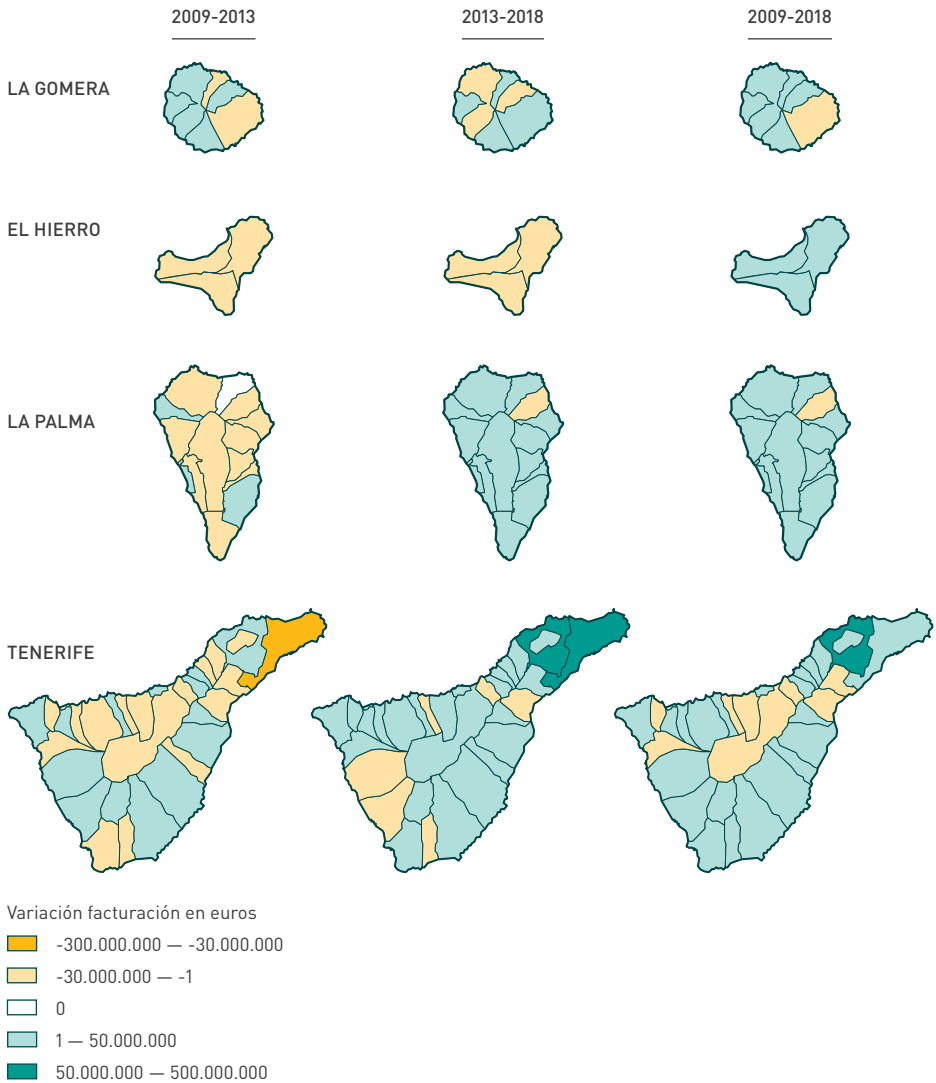 2009-2013 2013-2018 2009-2018
LA GOMERA
EL HIERRO
LA PALMA
TENERIFE
Variación facturación en euros
-300.000.000 — -30.000.000
-30.000.000 — -1
0
1 — 50.000.000
50.000.000 — 500.000.000